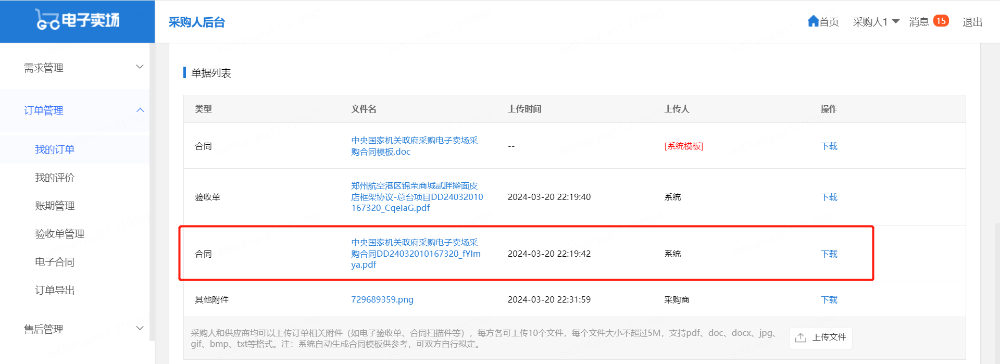 电子卖场
采购人后台
首页 采购人1 消息 15 退出
需求管理
订单管理
我的订单
我的评价
账期管理
验收单管理
电子合同
订单导出
售后管理
单据列表
类型 文件名 上传时间 上传人 操作
合同 中央国家机关政府采购电子卖场采 -- [系统模板] 下载
购合同模板.doc
郑州航空港区锦荣商城贰胖擀面皮
验收单 店框架协议-总台项目DD24032010 2024-03-20 22:19:40 系统 下载
167320_CqeIaG.pdf
中央国家机关政府采购电子卖场采
合同 购合同DD24032010167320_fYIm 2024-03-20 22:19:42 系统 下载
ya.pdf
其他附件 729689359.png 2024-03-20 22:31:59 采购商 下载
采购人和供应商均可以上传订单相关附件（如电子验收单、合同扫描件等），每方各可上传10个文件，每个文件大小不超过5M，支持pdf、doc、docx、jpg、
gif、bmp、txt等格式。注：系统自动生成合同模板供参考，可双方自行拟定。
上传文件